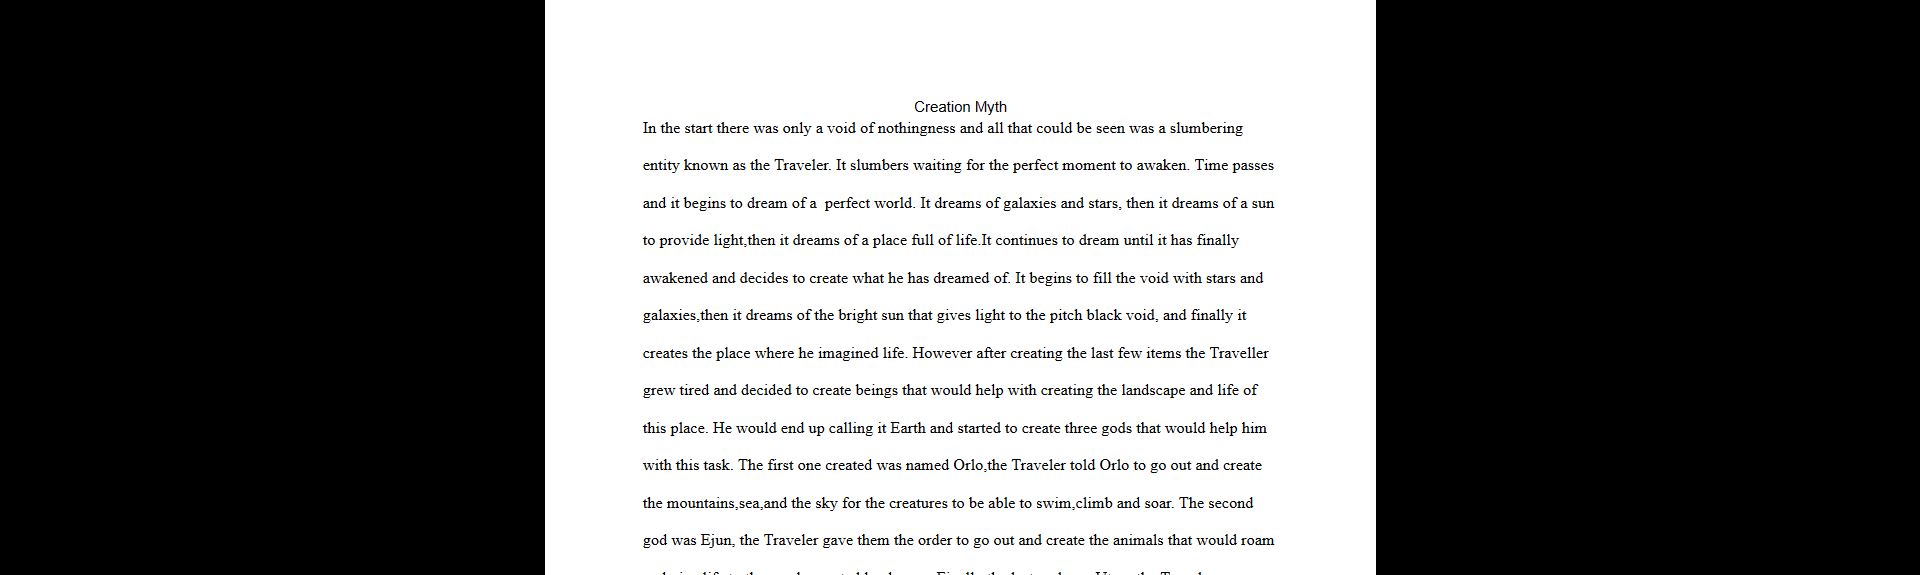 Creation Myth
In the start there was only a void of nothingness and all that could be seen was a slumbering
entity known as the Traveler. It slumbers waiting for the perfect moment to awaken. Time passes
and it begins to dream of a  perfect world. It dreams of galaxies and stars, then it dreams of a sun
to provide light,then it dreams of a place full of life.It continues to dream until it has finally
awakened and decides to create what he has dreamed of. It begins to fill the void with stars and
galaxies,then it dreams of the bright sun that gives light to the pitch black void, and finally it
creates the place where he imagined life. However after creating the last few items the Traveller
grew tired and decided to create beings that would help with creating the landscape and life of
this place. He would end up calling it Earth and started to create three gods that would help him
with this task. The first one created was named Orlo,the Traveler told Orlo to go out and create
the mountains,sea,and the sky for the creatures to be able to swim,climb and soar. The second
god was Ejun, the Traveler gave them the order to go out and create the animals that would roam